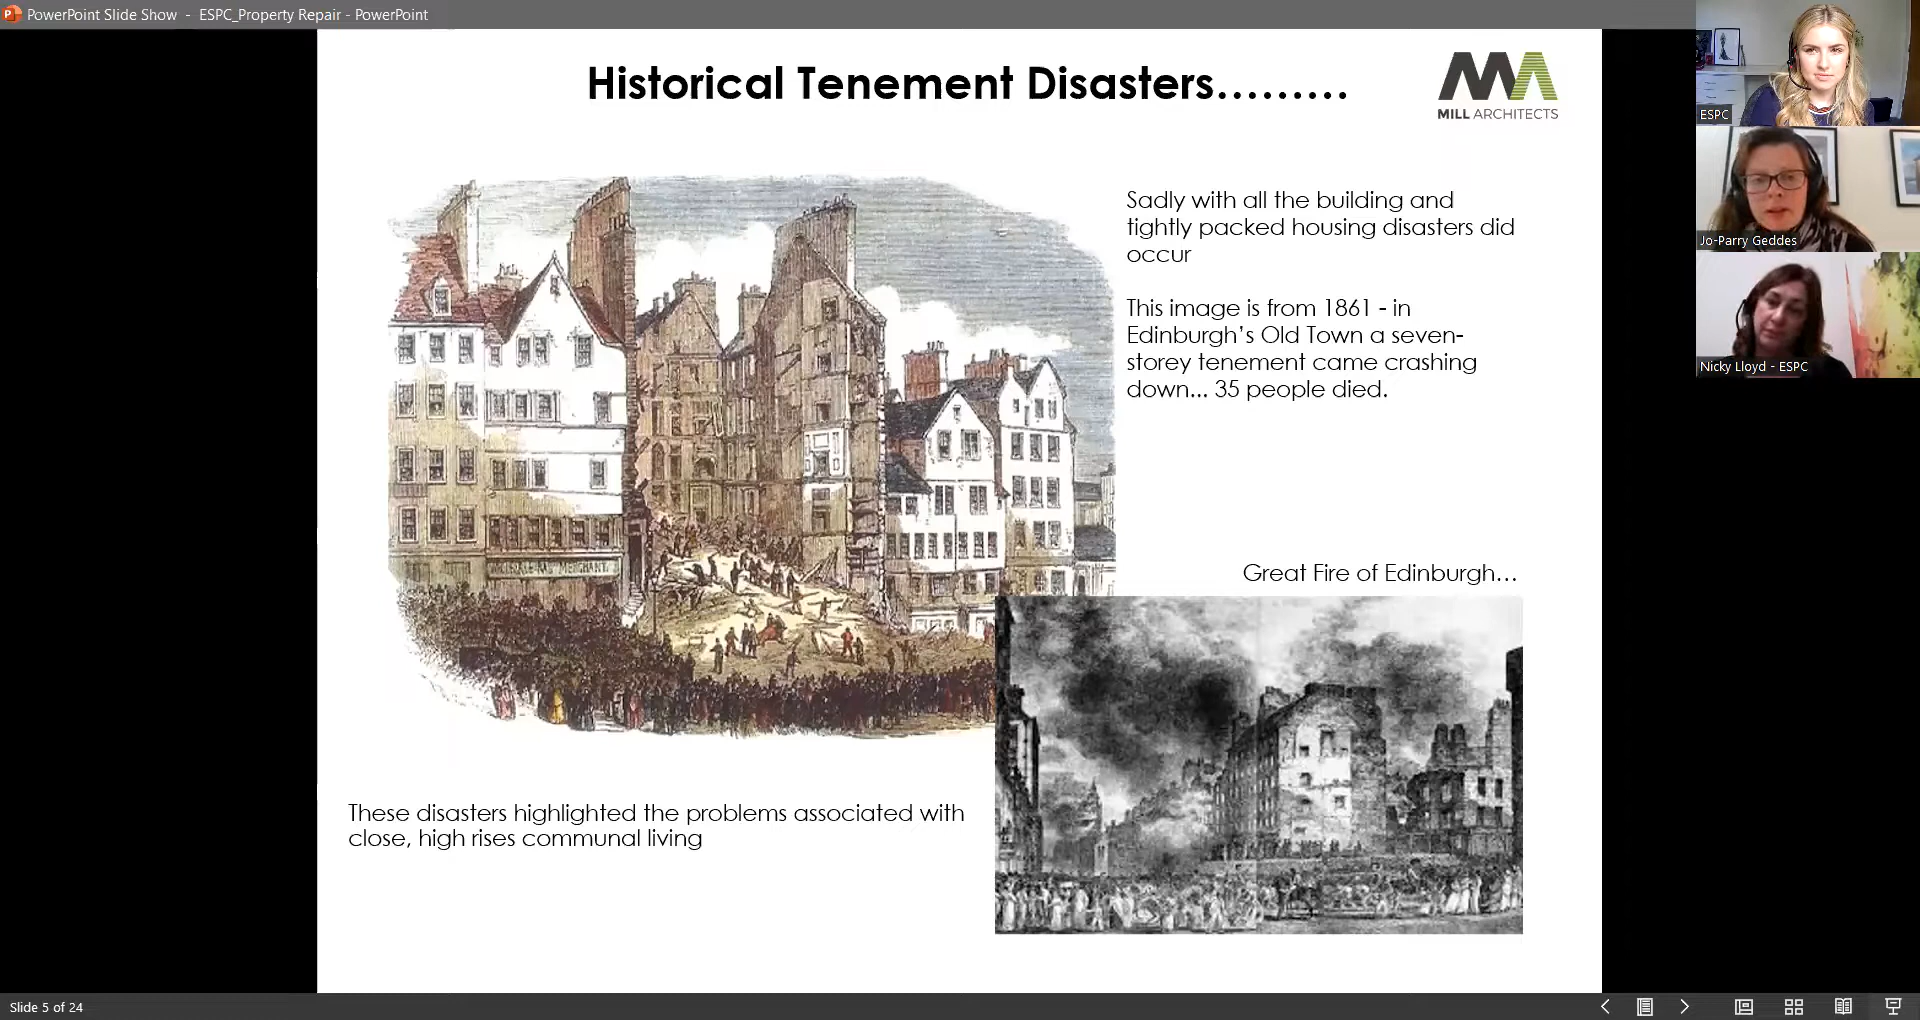 PowerPoint Slide Show - ESPC_Property Repair - PowerPoint
Historical Tenement Disasters.........
MILL ARCHITECTS
Sadly with all the building and
tightly packed housing disasters did
occur
This image is from 1861 - in
Edinburgh’s Old Town a seven-
storey tenement came crashing
down... 35 people died.
Great Fire of Edinburgh...
These disasters highlighted the problems associated with
close, high rises communal living
ESPC
Jo-Parry Geddes
Nicky Lloyd - ESPC
Slide 5 of 24